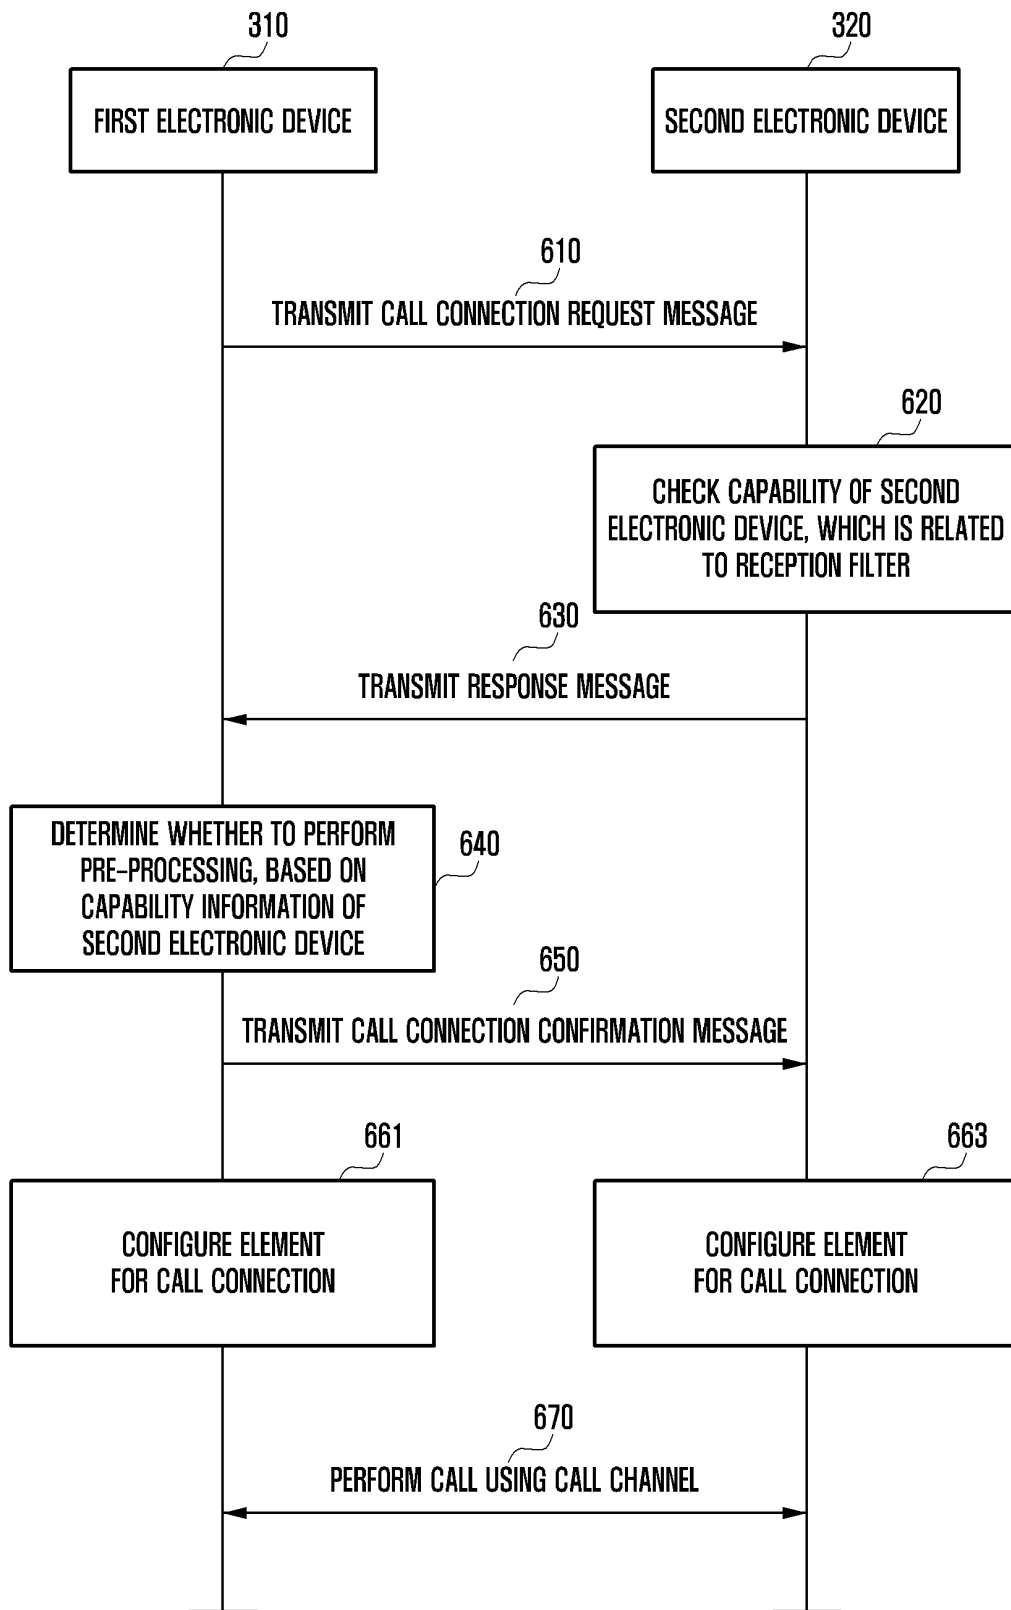 310
320
FIRST ELECTRONIC DEVICE
SECOND ELECTRONIC DEVICE
610
TRANSMIT CALL CONNECTION REQUEST MESSAGE
620
CHECK CAPABILITY OF SECOND
ELECTRONIC DEVICE, WHICH IS RELATED
TO RECEPTION FILTER
630
TRANSMIT RESPONSE MESSAGE
DETERMINE WHETHER TO PERFORM
PRE-PROCESSING, BASED ON
CAPABILITY INFORMATION OF
SECOND ELECTRONIC DEVICE
640
650
TRANSMIT CALL CONNECTION CONFIRMATION MESSAGE
661
663
CONFIGURE ELEMENT
FOR CALL CONNECTION
CONFIGURE ELEMENT
FOR CALL CONNECTION
670
PERFORM CALL USING CALL CHANNEL